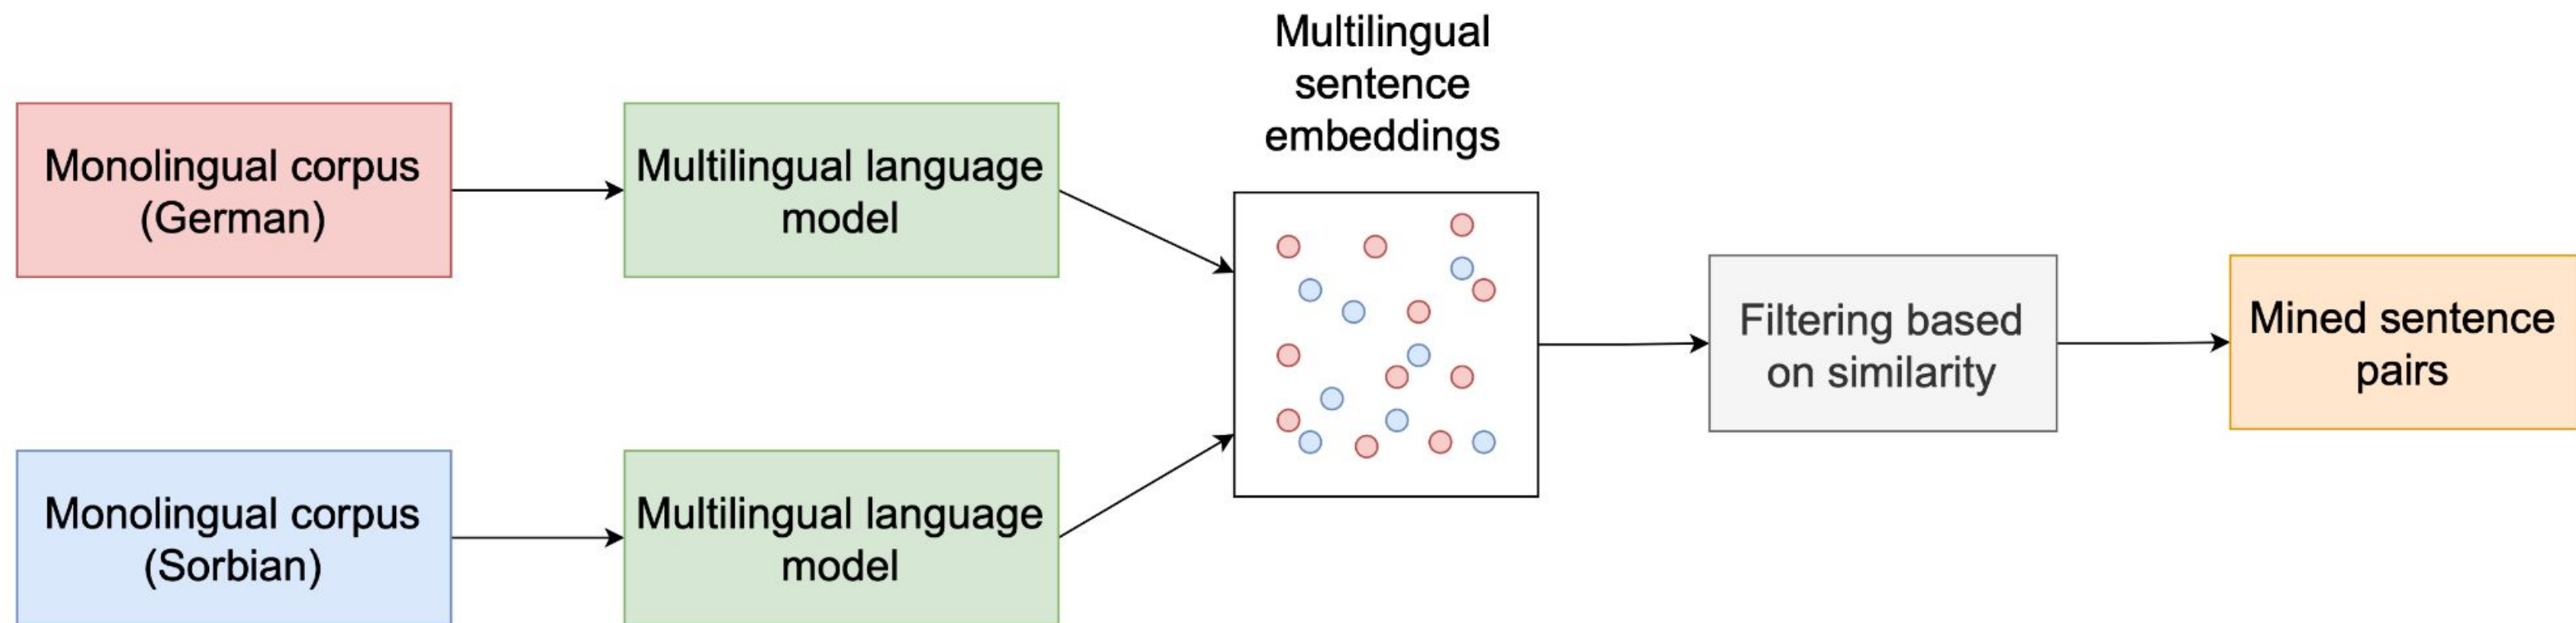 Monolingual corpus
(German)
Multilingual language
model
Monolingual corpus
(Sorbian)
Multilingual language
model
Multilingual
sentence
embeddings
Filtering based
on similarity
Mined sentence
pairs